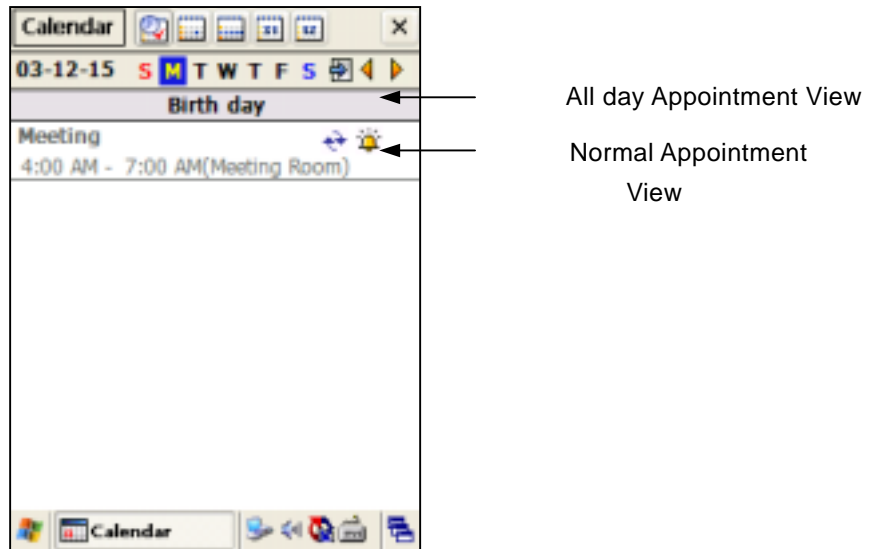 Calendar
03-12-15 S M T W T F S
Birth day
All day Appointment View
Meeting
Normal Appointment
4:00 AM - 7:00 AM(Meeting Room)
View
Calendar